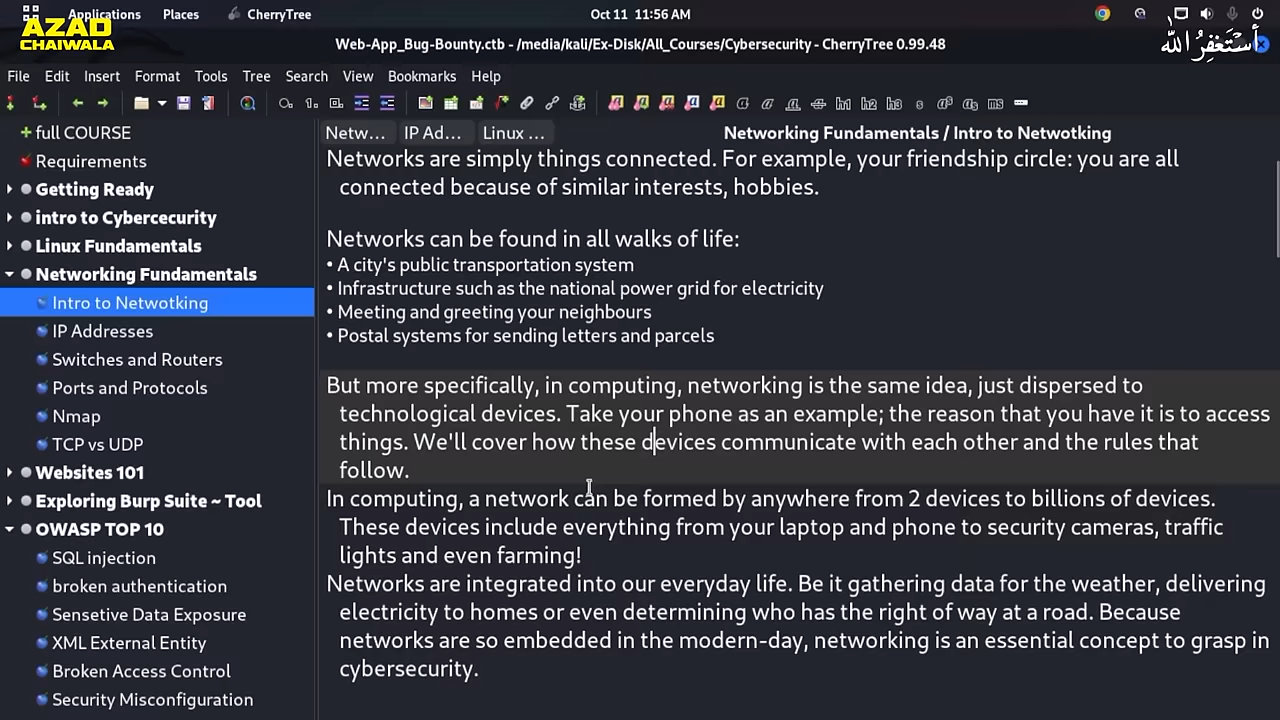 Applications Places CherryTree Oct 11 11:56 AM
AZAD
CHAIWALA
أستغفر الله
Web-App_Bug-Bounty.ctb - /media/kali/Ex-Disk/All_Courses/Cybersecurity - CherryTree 0.99.48
File Edit Insert Format Tools Tree Search View Bookmarks Help
h1 h2 h3 s
full COURSE
Requirements
Getting Ready
intro to Cybercecurity
Linux Fundamentals
Networking Fundamentals
Intro to Netwotking
IP Addresses
Switches and Routers
Ports and Protocols
Nmap
TCP vs UDP
Websites 101
Exploring Burp Suite ~ Tool
OWASP TOP 10
SQL injection
broken authentication
Sensetive Data Exposure
XML External Entity
Broken Access Control
Security Misconfiguration
Netw... IP Ad... Linux ... Networking Fundamentals / Intro to Netwotking
Networks are simply things connected. For example, your friendship circle: you are all
connected because of similar interests, hobbies.
Networks can be found in all walks of life:
• A city's public transportation system
• Infrastructure such as the national power grid for electricity
• Meeting and greeting your neighbours
• Postal systems for sending letters and parcels
But more specifically, in computing, networking is the same idea, just dispersed to
technological devices. Take your phone as an example; the reason that you have it is to access
things. We'll cover how these devices communicate with each other and the rules that
follow.
In computing, a network can be formed by anywhere from 2 devices to billions of devices.
These devices include everything from your laptop and phone to security cameras, traffic
lights and even farming!
Networks are integrated into our everyday life. Be it gathering data for the weather, delivering
electricity to homes or even determining who has the right of way at a road. Because
networks are so embedded in the modern-day, networking is an essential concept to grasp in
cybersecurity.